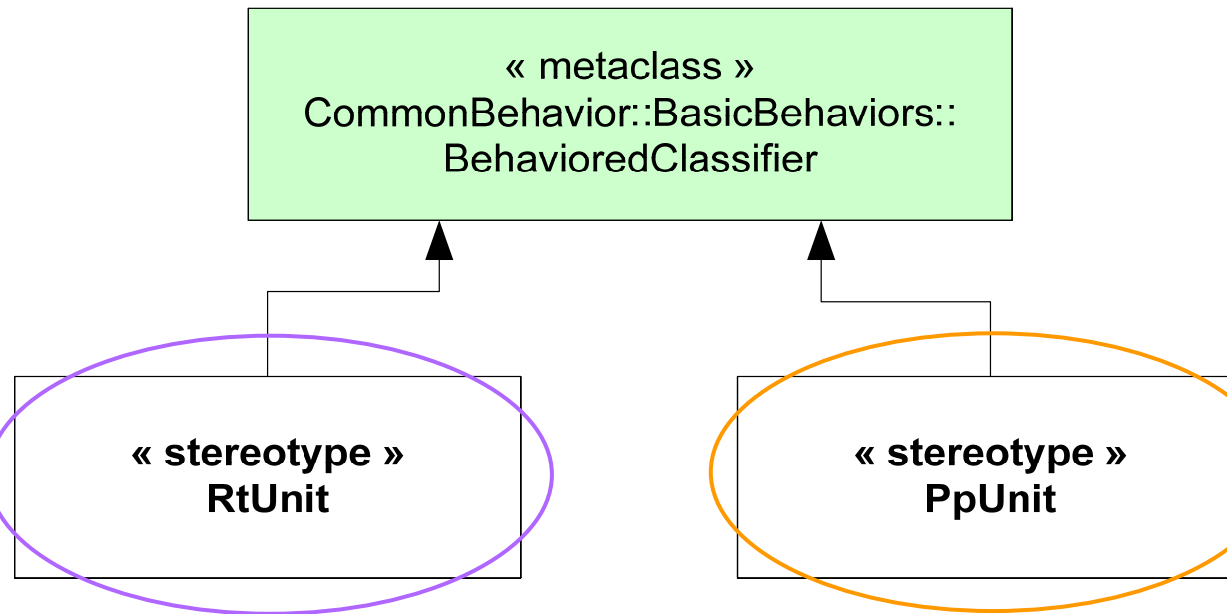 « metaclass »
CommonBehavior::BasicBehaviors::
BehavioredClassifier
« stereotype »
RtUnit
« stereotype »
PpUnit